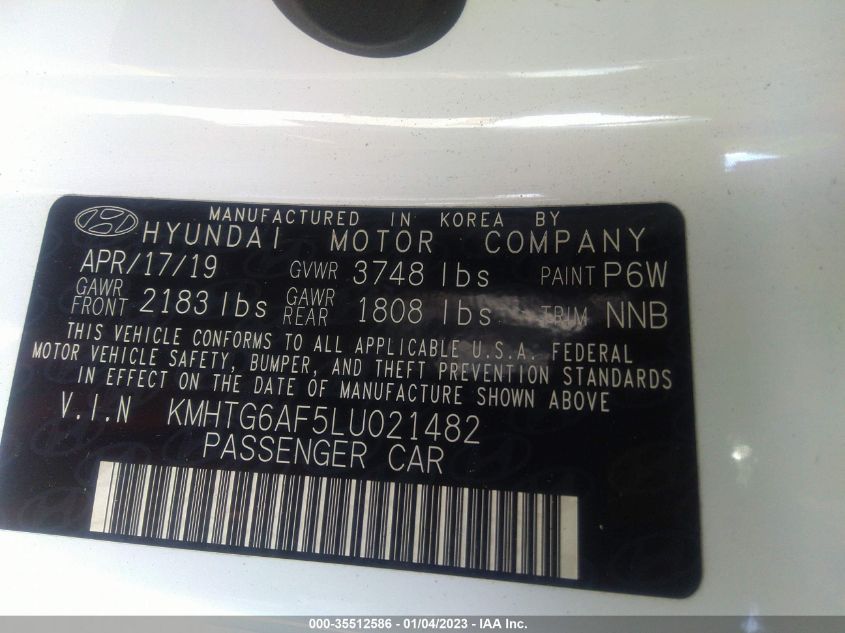 MANUFACTURED IN KOREA BY
HYUNDAI MOTOR COMPANY
APR/17/19 GVWR 3748 lbs PAINT P6W
GAWR FRONT 2183 lbs GAWR REAR 1808 lbs TRIM NNB
THIS VEHICLE CONFORMS TO ALL APPLICABLE U.S.A. FEDERAL
MOTOR VEHICLE SAFETY, BUMPER, AND THEFT PREVENTION STANDARDS
IN EFFECT ON THE DATE OF MANUFACTURE SHOWN ABOVE
V.I.N KMHTG6AF5LU021482
PASSENGER CAR
000-35512586 - 01/04/2023 - IAA Inc.